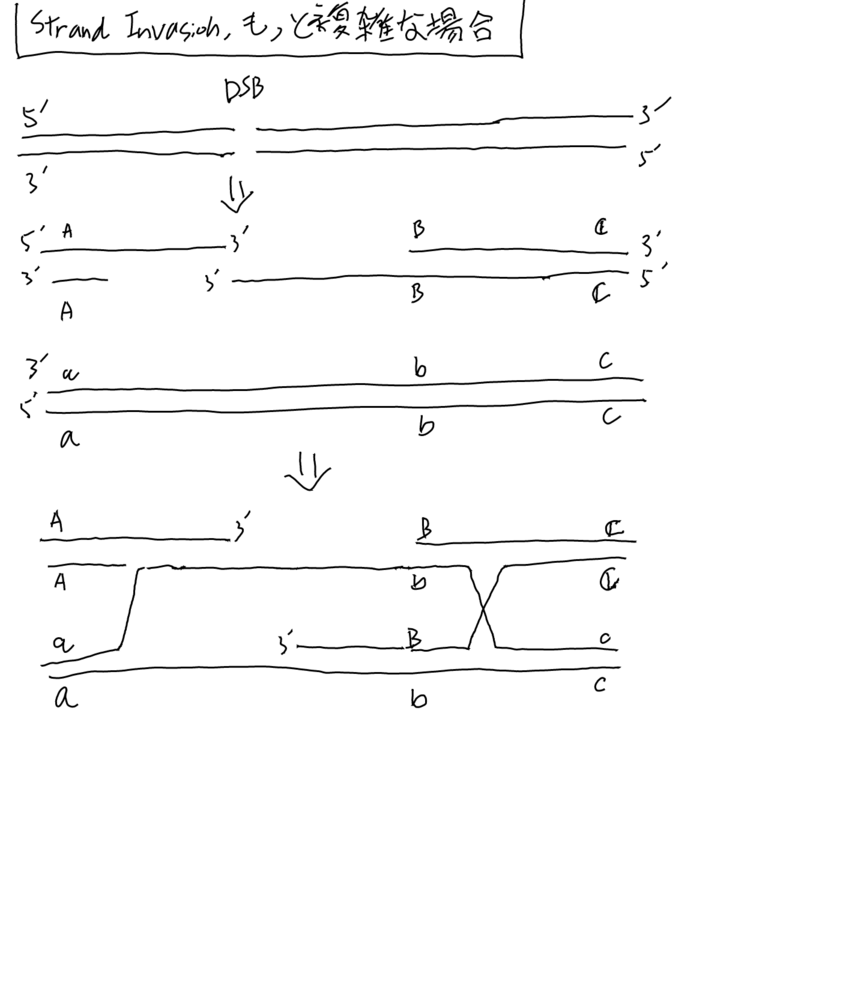 Strand Invasion, もっと複雑な場合
DSB
5′ 3′
3′ 5′
5′ A 3′ B C 3′
3′ 3′ 5′
A B C
3′ a b c
5′
a b c
A 3′ B C
A b C
a 3′ B c
a b c